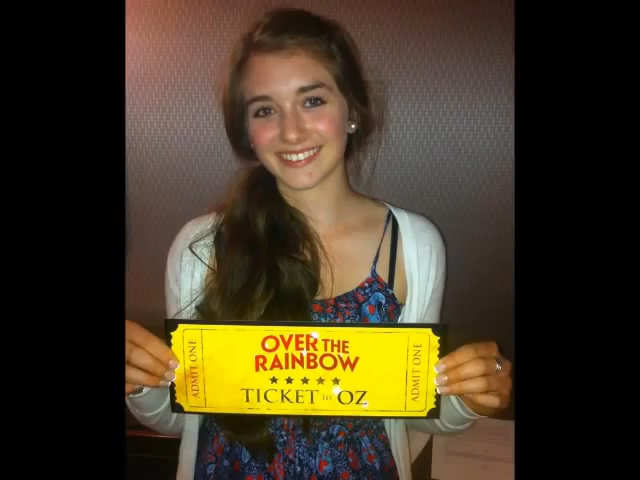 ADMIT ONE
OVER THE
RAINBOW
TICKET TO OZ
ADMIT ONE